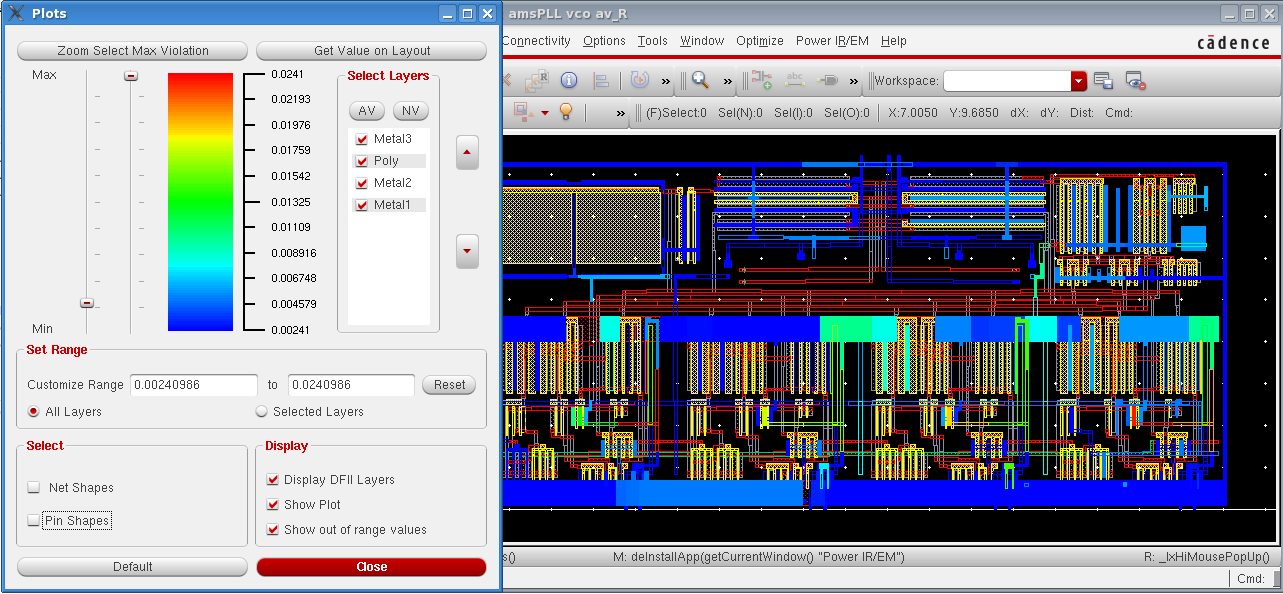 Plots
Zoom Select Max Violation
Get Value on Layout
Max
Min
0.0241
0.02193
0.01976
0.01759
0.01542
0.01325
0.01109
0.008916
0.006748
0.004579
0.00241
Select Layers
AV
NV
Metal3
Poly
Metal2
Metal1
Set Range
Customize Range
0.00240986
to
0.0240986
Reset
All Layers
Selected Layers
Select
Net Shapes
Pin Shapes
Display
Display DFII Layers
Show Plot
Show out of range values
Default
Close
amsPLL vco av_R
Connectivity Options Tools Window Optimize Power IR/EM Help
cādence
R
abc
Workspace:
(F)Select:0 Sel(N):0 Sel(I):0 Sel(O):0 X:7.0050 Y:9.6850 dX: dY: Dist: Cmd:
s() M: deInstallApp(getCurrentWindow() "Power IR/EM") R: _lxHiMousePopUp()
Cmd: